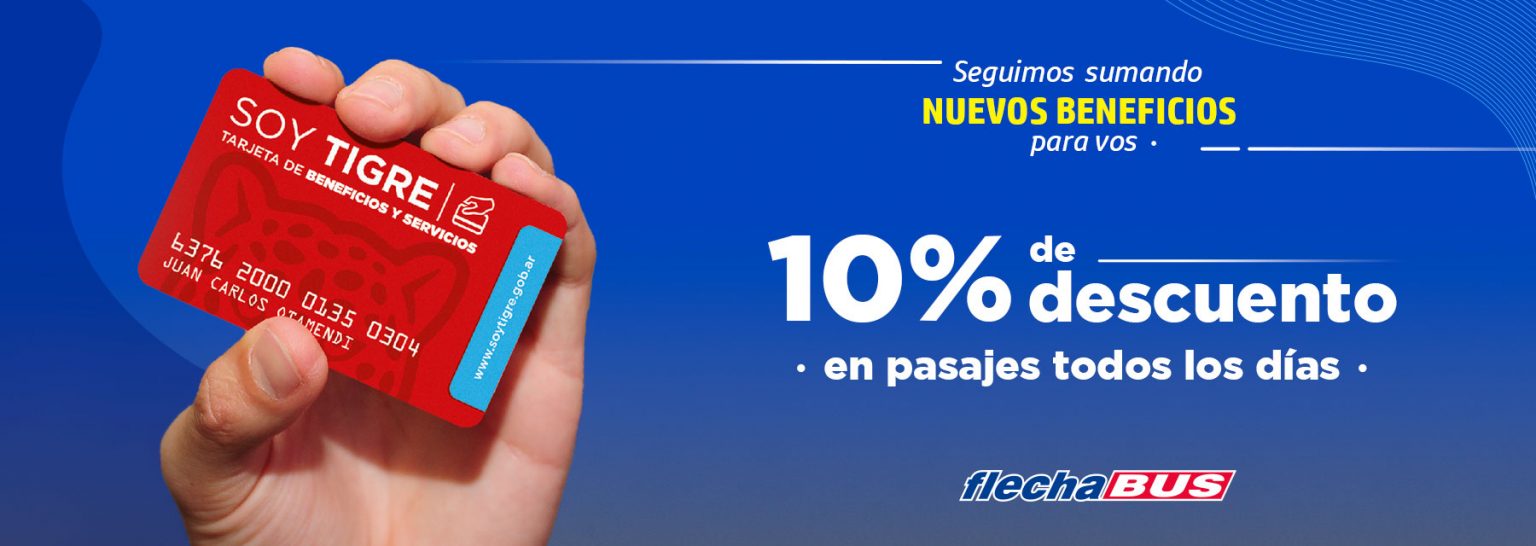 SOY TIGRE
TARJETA DE BENEFICIOS Y SERVICIOS
6376 2000 0135 0304
JUAN CARLOS OTAMENDI
www.soytigre.gob.ar
Seguimos sumando
NUEVOS BENEFICIOS
para vos
10% de descuento
· en pasajes todos los días ·
flechaBUS